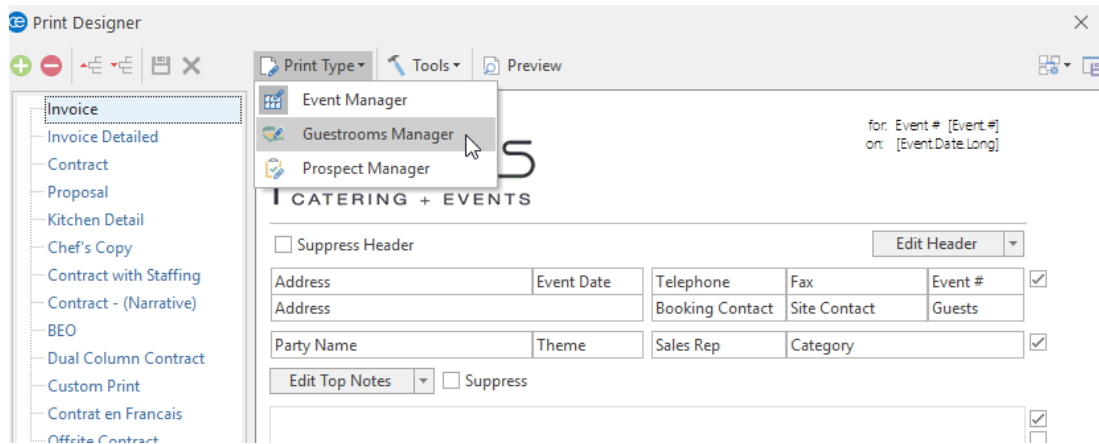 Print Designer
Print Type Tools Preview
Event Manager
Guestrooms Manager
Prospect Manager
Invoice
Invoice Detailed
Contract
Proposal
Kitchen Detail
Chef's Copy
Contract with Staffing
Contract - (Narrative)
BEO
Dual Column Contract
Custom Print
Contrat en Francais
Offsite Contract
for: Event # [Event.#]
on: [Event.Date.Long]
CATERING + EVENTS
Suppress Header Edit Header
Address Event Date Telephone Fax Event #
Address Booking Contact Site Contact Guests
Party Name Theme Sales Rep Category
Edit Top Notes Suppress